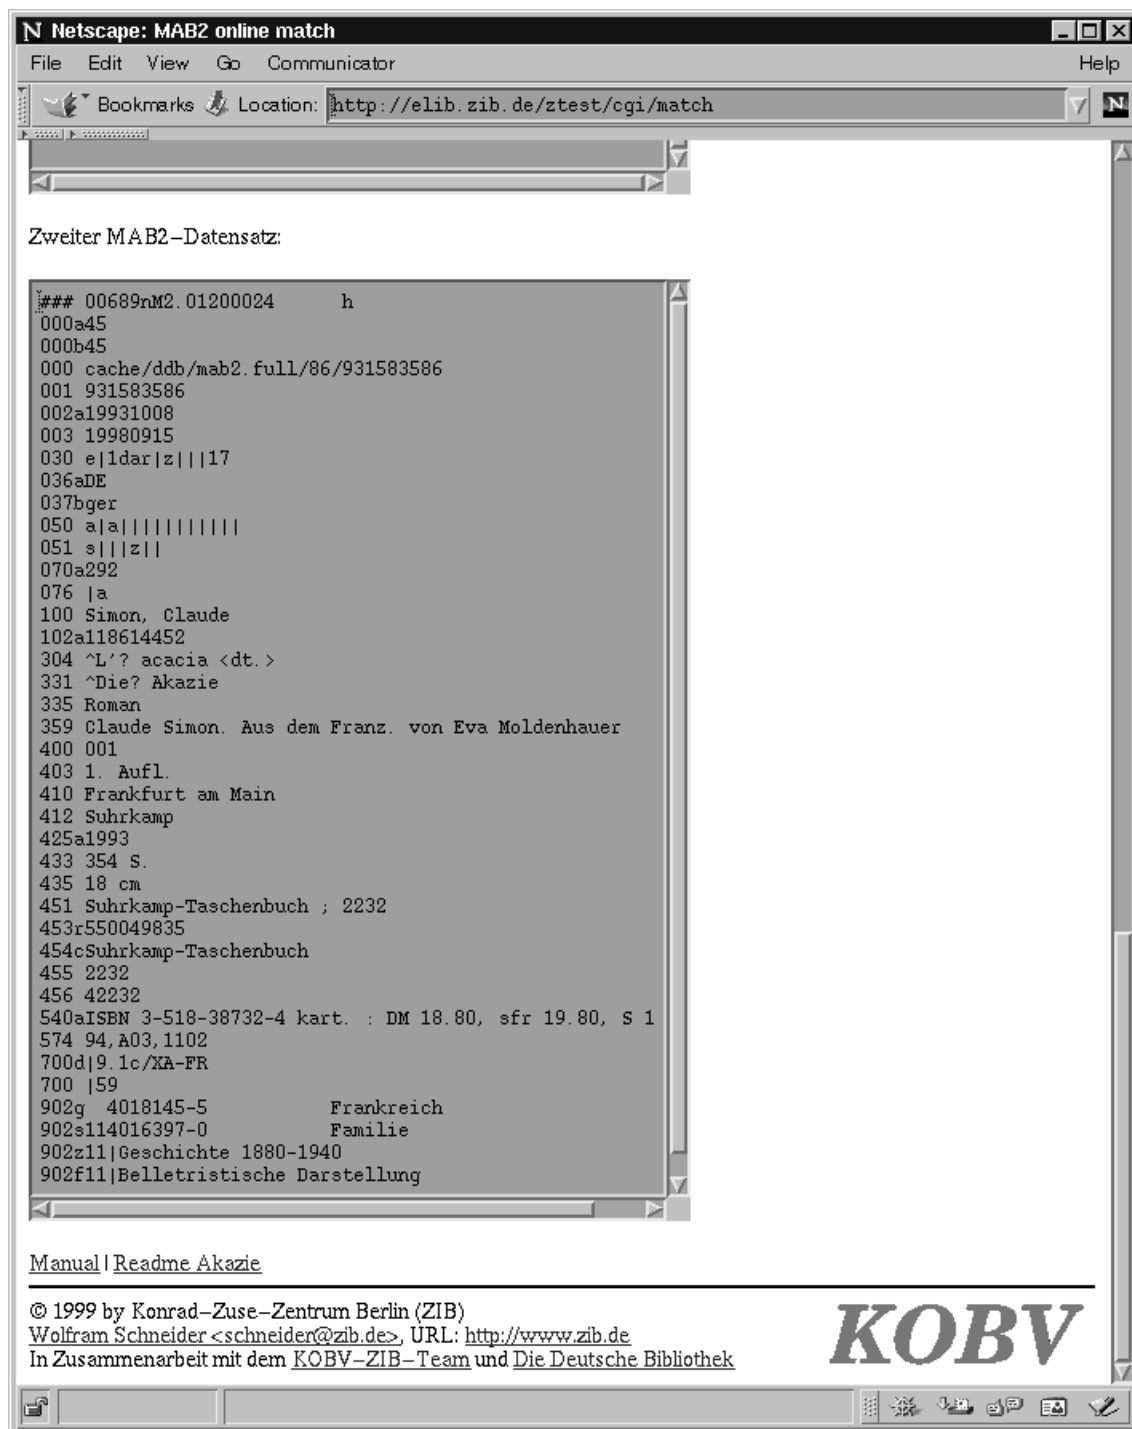 N Netscape: MAB2 online match
File Edit View Go Communicator Help
Bookmarks Location: http://elib.zib.de/ztest/cgi/match N
Zweiter MAB2–Datensatz:
### 00689nM2.01200024      h
000a45
000b45
000 cache/ddb/mab2.full/86/931583586
001 931583586
002a19931008
003 19980915
030 e|1dar|z|||17
036aDE
037bger
050 a|a|||||||||||
051 s|||z||
070a292
076 |a
100 Simon, Claude
102a118614452
304 ^L'? acacia <dt.>
331 ^Die? Akazie
335 Roman
359 Claude Simon. Aus dem Franz. von Eva Moldenhauer
400 001
403 1. Aufl.
410 Frankfurt am Main
412 Suhrkamp
425a1993
433 354 S.
435 18 cm
451 Suhrkamp-Taschenbuch ; 2232
453r550049835
454cSuhrkamp-Taschenbuch
455 2232
456 42232
540aISBN 3-518-38732-4 kart. : DM 18.80, sfr 19.80, S 1
574 94,A03,1102
700d|9.1c/XA-FR
700 |59
902g  4018145-5           Frankreich
902s114016397-0           Familie
902z11|Geschichte 1880-1940
902f11|Belletristische Darstellung
Manual | Readme Akazie
© 1999 by Konrad–Zuse–Zentrum Berlin (ZIB)
Wolfram Schneider <schneider@zib.de>, URL: http://www.zib.de
In Zusammenarbeit mit dem KOBV–ZIB–Team und Die Deutsche Bibliothek
KOBV